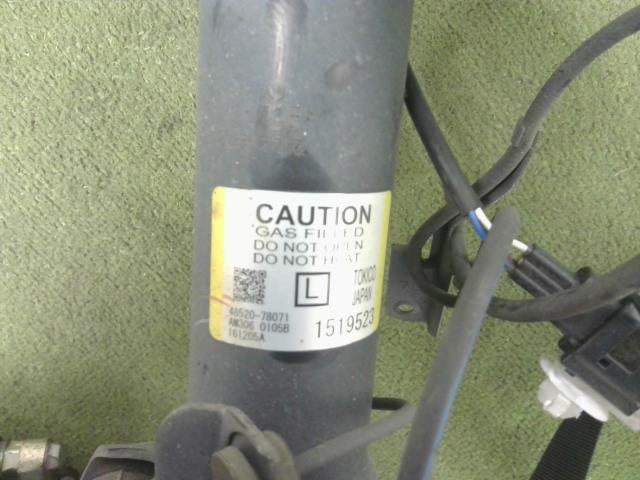 CAUTION
GAS FILLED
DO NOT OPEN
DO NOT HEAT
L
TOKICO
JAPAN
48520-78071
AM306 0105B
161205A
1519523